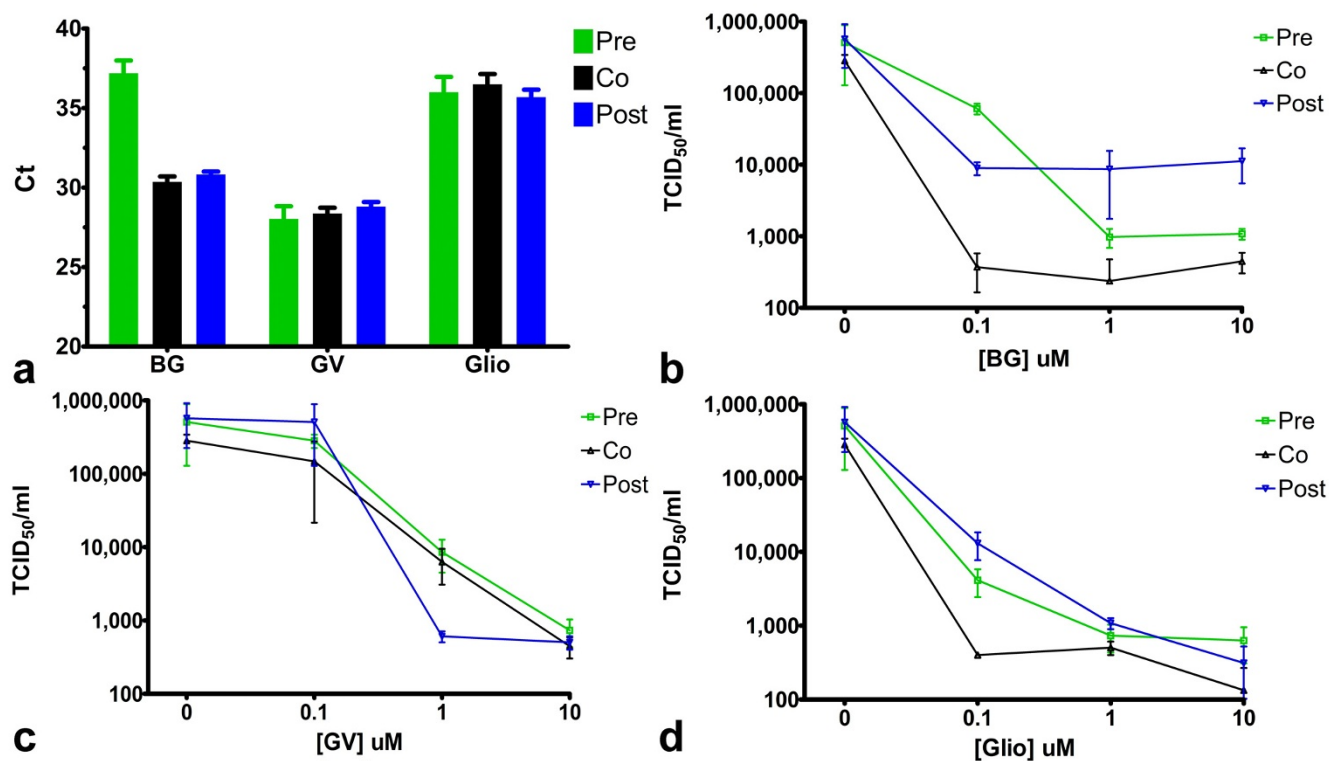 40
35
30
25
20
Ct
Pre
Co
Post
BG GV Glio
a
1,000,000
100,000
10,000
1,000
100
TCID50/ml
Pre
Co
Post
0 0.1 1 10
[BG] uM
b
1,000,000
100,000
10,000
1,000
100
TCID50/ml
Pre
Co
Post
0 0.1 1 10
[GV] uM
c
1,000,000
100,000
10,000
1,000
100
TCID50/ml
Pre
Co
Post
0 0.1 1 10
[Glio] uM
d